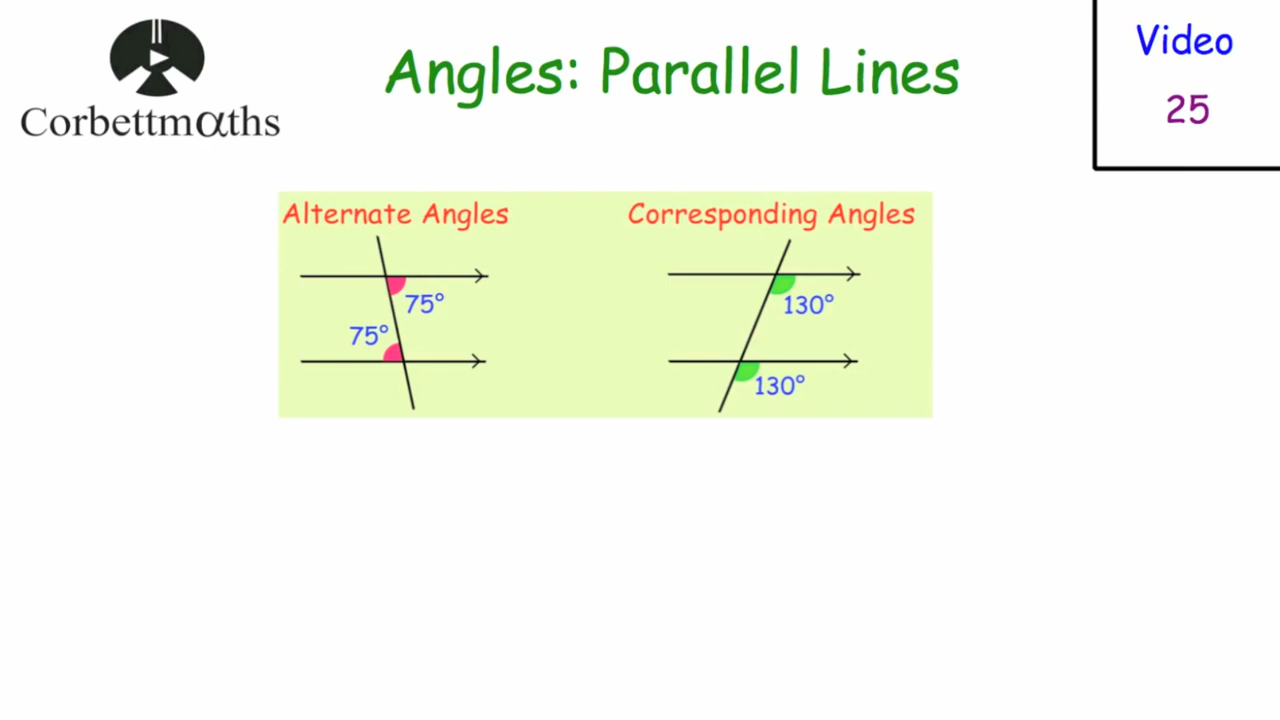 Corbettmαths
Angles: Parallel Lines
Video
25
Alternate Angles
75°
75°
Corresponding Angles
130°
130°